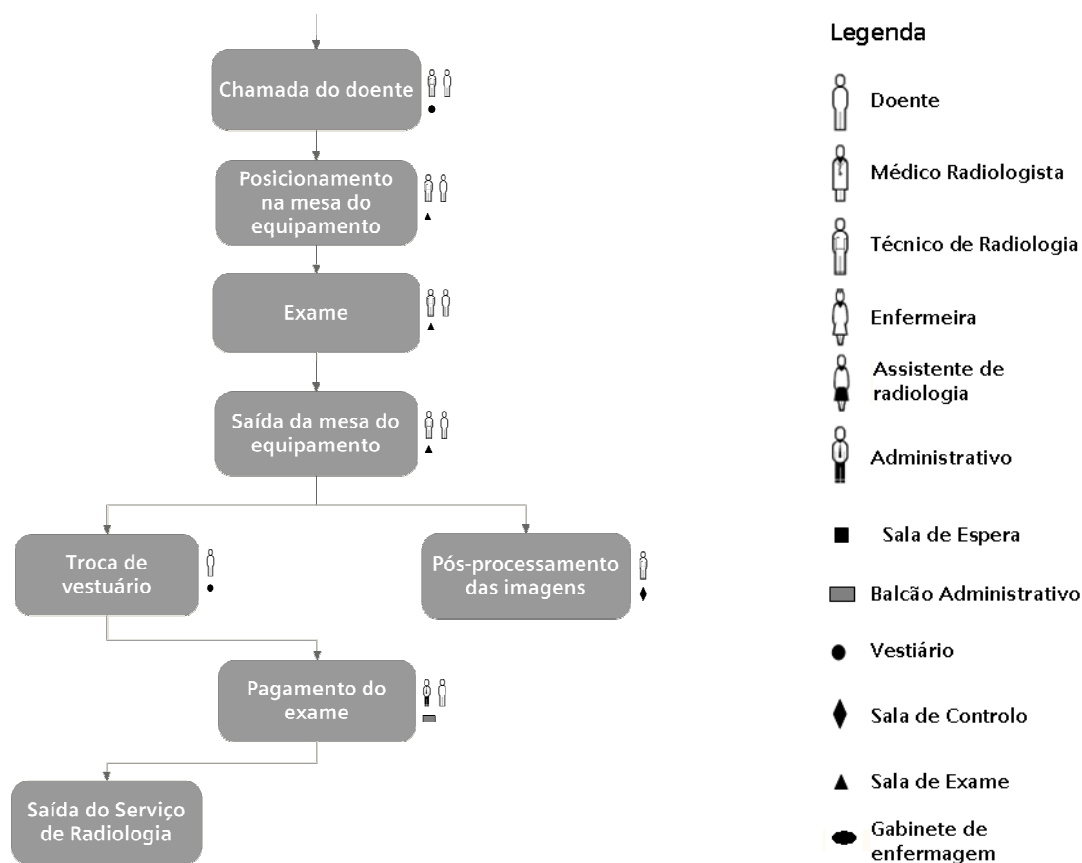 Chamada do doente
Posicionamento
na mesa do
equipamento
Exame
Saída da mesa do
equipamento
Troca de
vestuário
Pós-processamento
das imagens
Pagamento do
exame
Saída do Serviço
de Radiologia
Legenda
Doente
Médico Radiologista
Técnico de Radiologia
Enfermeira
Assistente de
radiologia
Administrativo
Sala de Espera
Balcão Administrativo
Vestiário
Sala de Controlo
Sala de Exame
Gabinete de
enfermagem